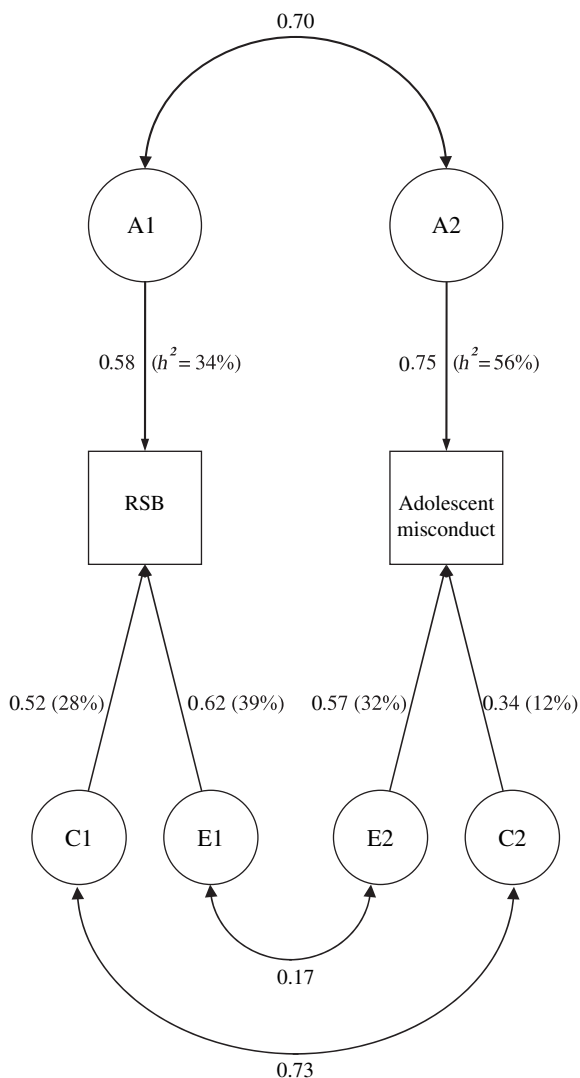 0.70
A1
A2
0.58 (h² = 34%)
0.75 (h² = 56%)
RSB
Adolescent
misconduct
0.52 (28%)
0.62 (39%)
0.57 (32%)
0.34 (12%)
C1
E1
E2
C2
0.17
0.73